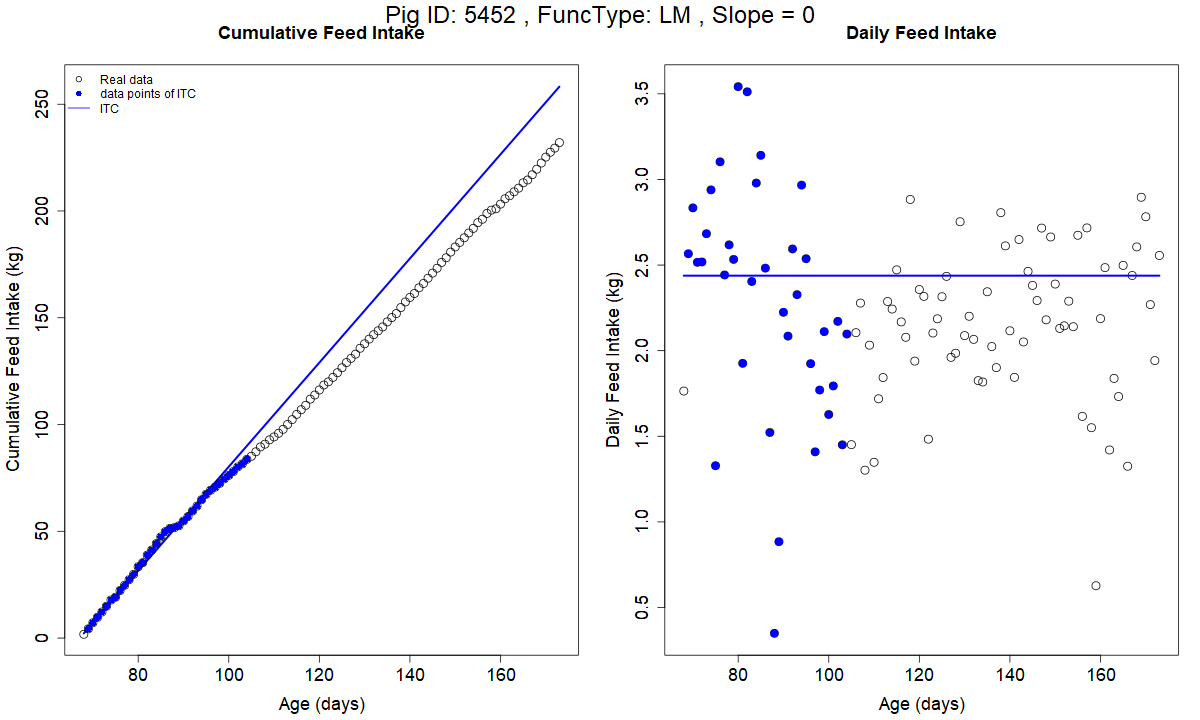 Pig ID: 5452 , FuncType: LM , Slope = 0
Cumulative Feed Intake
Daily Feed Intake
Real data
data points of ITC
ITC
Cumulative Feed Intake (kg)
0
50
100
150
200
250
80
100
120
140
160
Age (days)
Daily Feed Intake (kg)
0.5
1.0
1.5
2.0
2.5
3.0
3.5
80
100
120
140
160
Age (days)